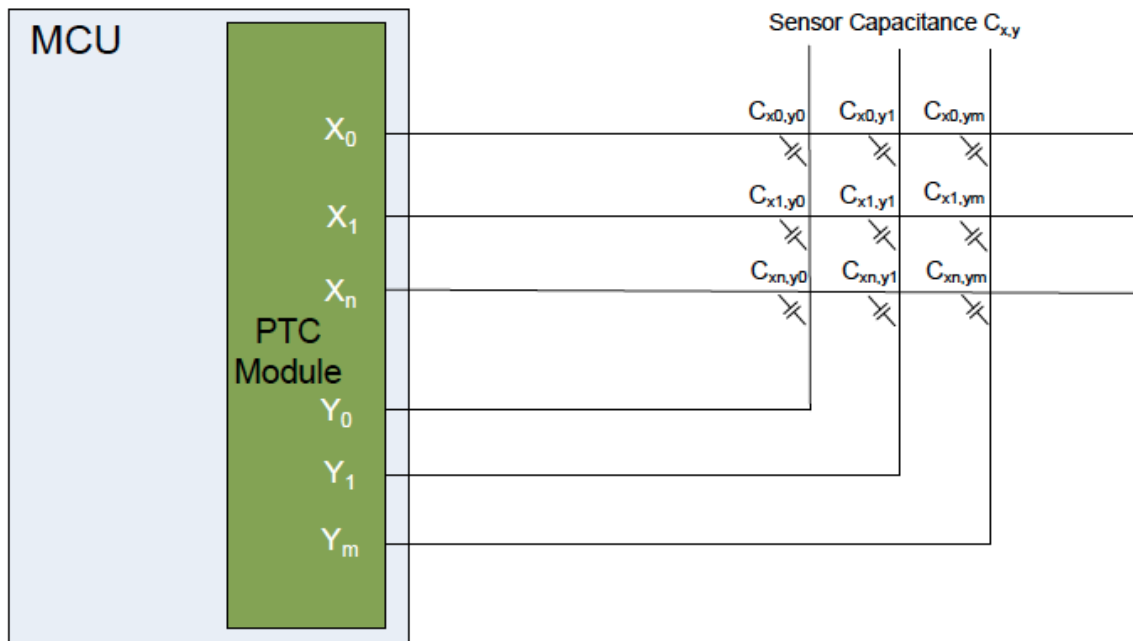 MCU
Sensor Capacitance Cx,y
X0
Cx0,y0 Cx0,y1 Cx0,ym
X1
Cx1,y0 Cx1,y1 Cx1,ym
Xn
Cxn,y0 Cxn,y1 Cxn,ym
PTC
Module
Y0
Y1
Ym